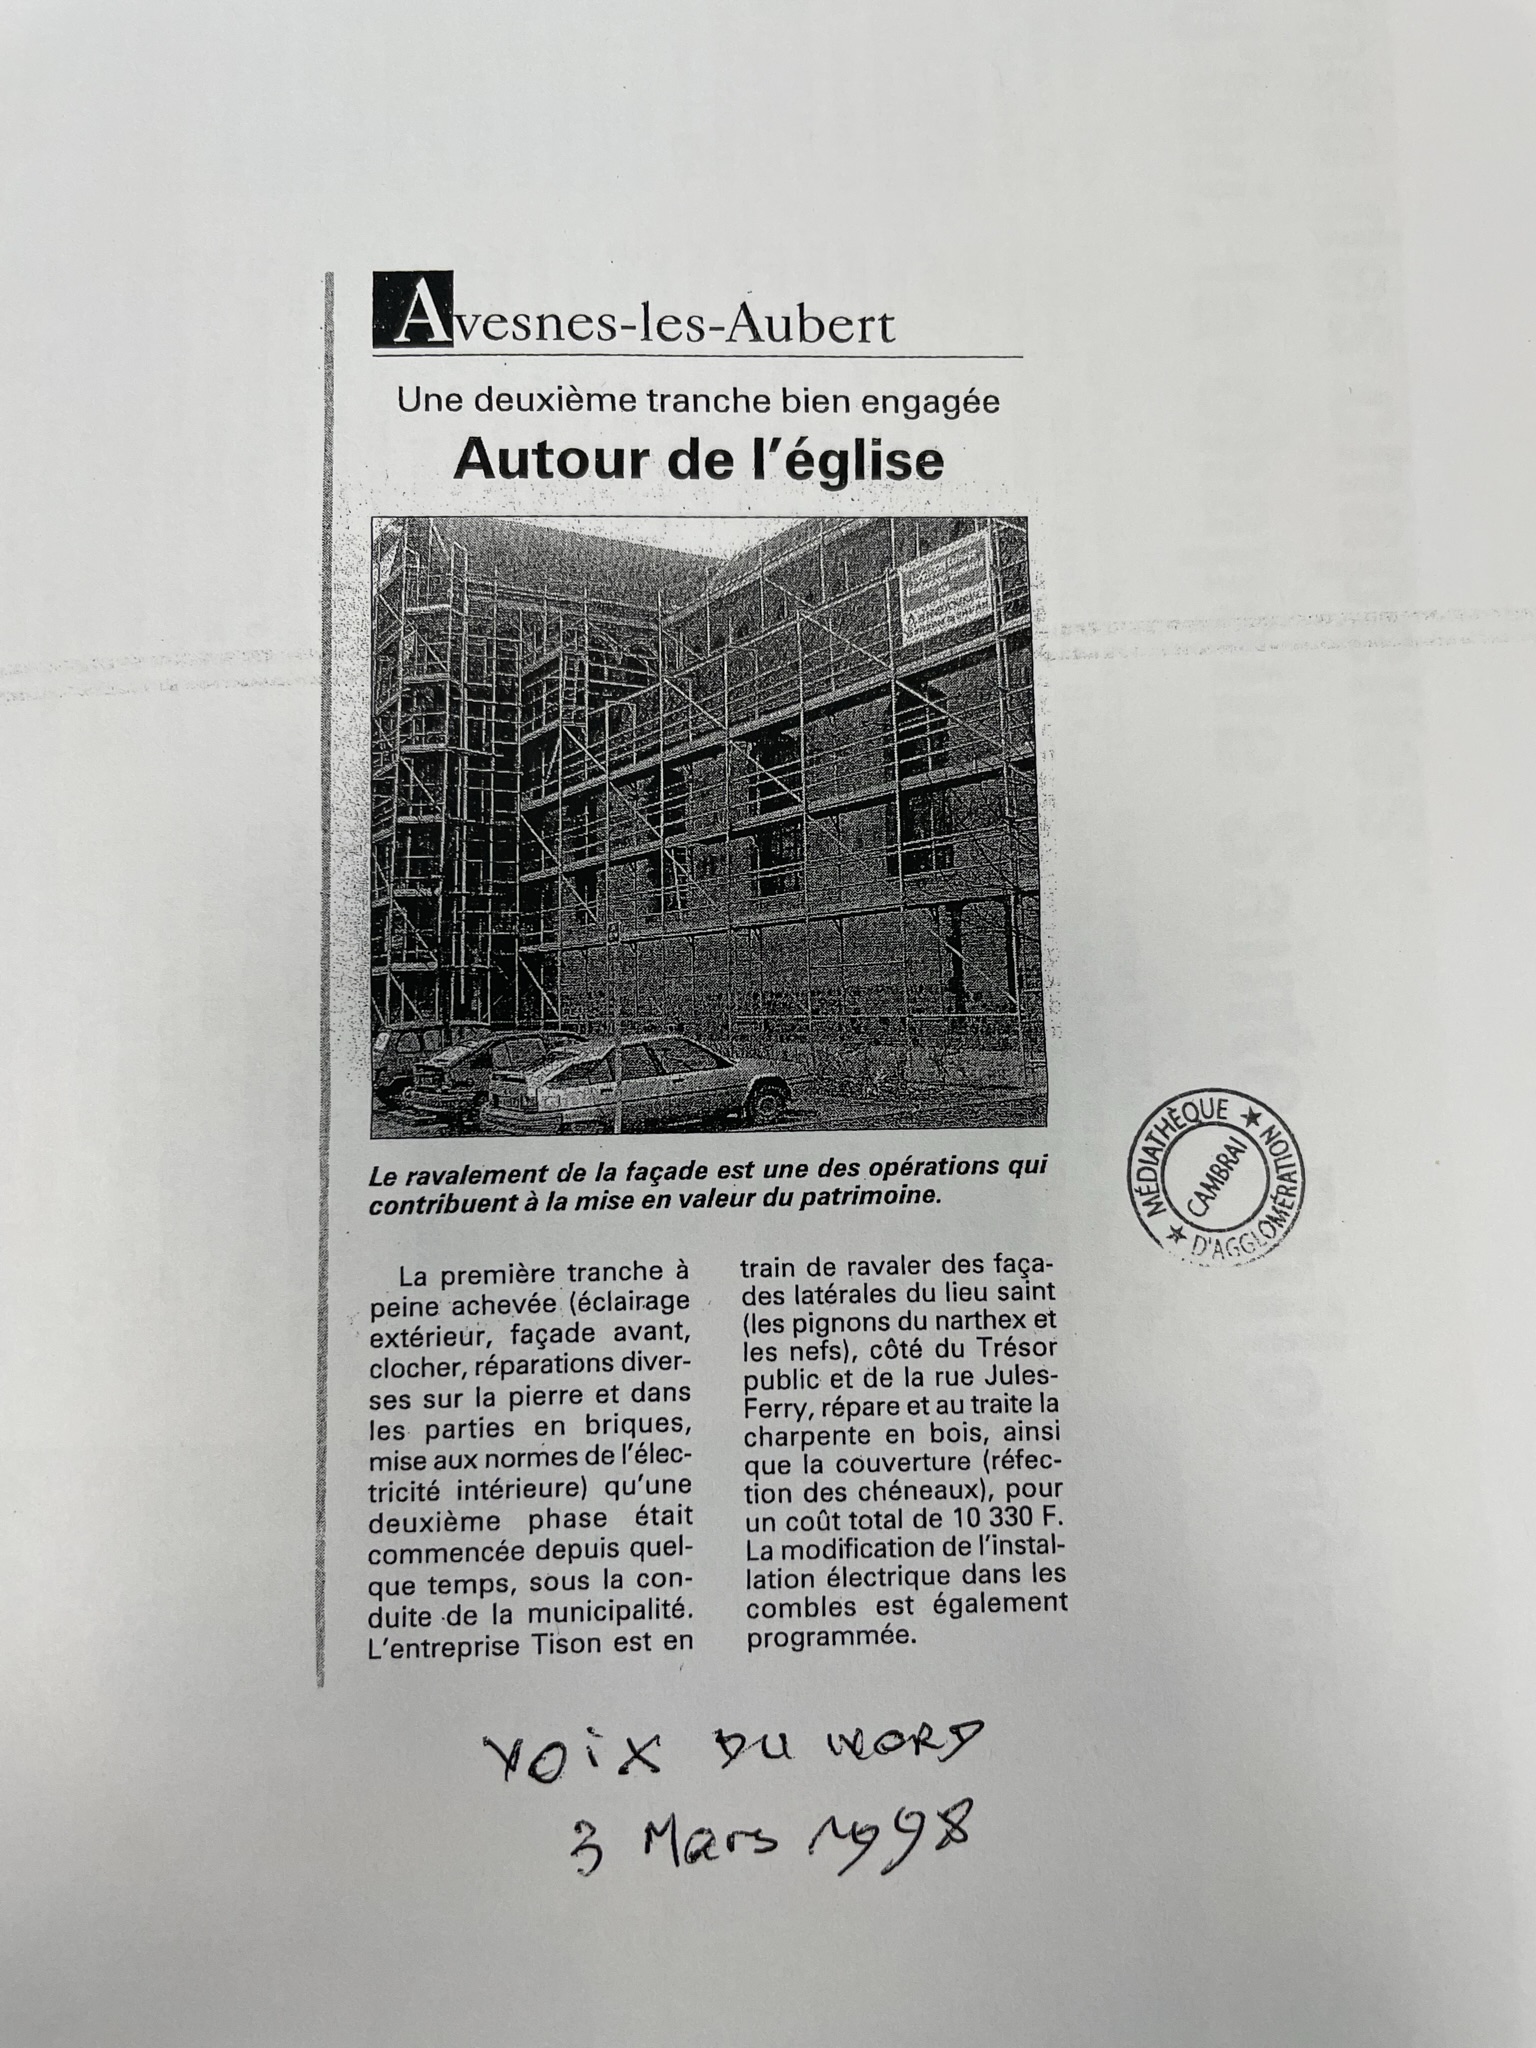 Avesnes-les-Aubert
Une deuxième tranche bien engagée
Autour de l'église
Le ravalement de la façade est une des opérations qui
contribuent à la mise en valeur du patrimoine.
La première tranche à
peine achevée (éclairage
extérieur, façade avant,
clocher, réparations diver-
ses sur la pierre et dans
les parties en briques,
mise aux normes de l'élec-
tricité intérieure) qu'une
deuxième phase était
commencée depuis quel-
que temps, sous la con-
duite de la municipalité.
L'entreprise Tison est en
train de ravaler des faça-
des latérales du lieu saint
(les pignons du narthex et
les nefs), côté du Trésor
public et de la rue Jules-
Ferry, répare et au traite la
charpente en bois, ainsi
que la couverture (réfec-
tion des chéneaux), pour
un coût total de 10 330 F.
La modification de l'instal-
lation électrique dans les
combles est également
programmée.
MÉDIATHÈQUE ★ D'AGGLOMÉRATION ★
CAMBRAI
VOIX DU NORD
3 Mars 1998